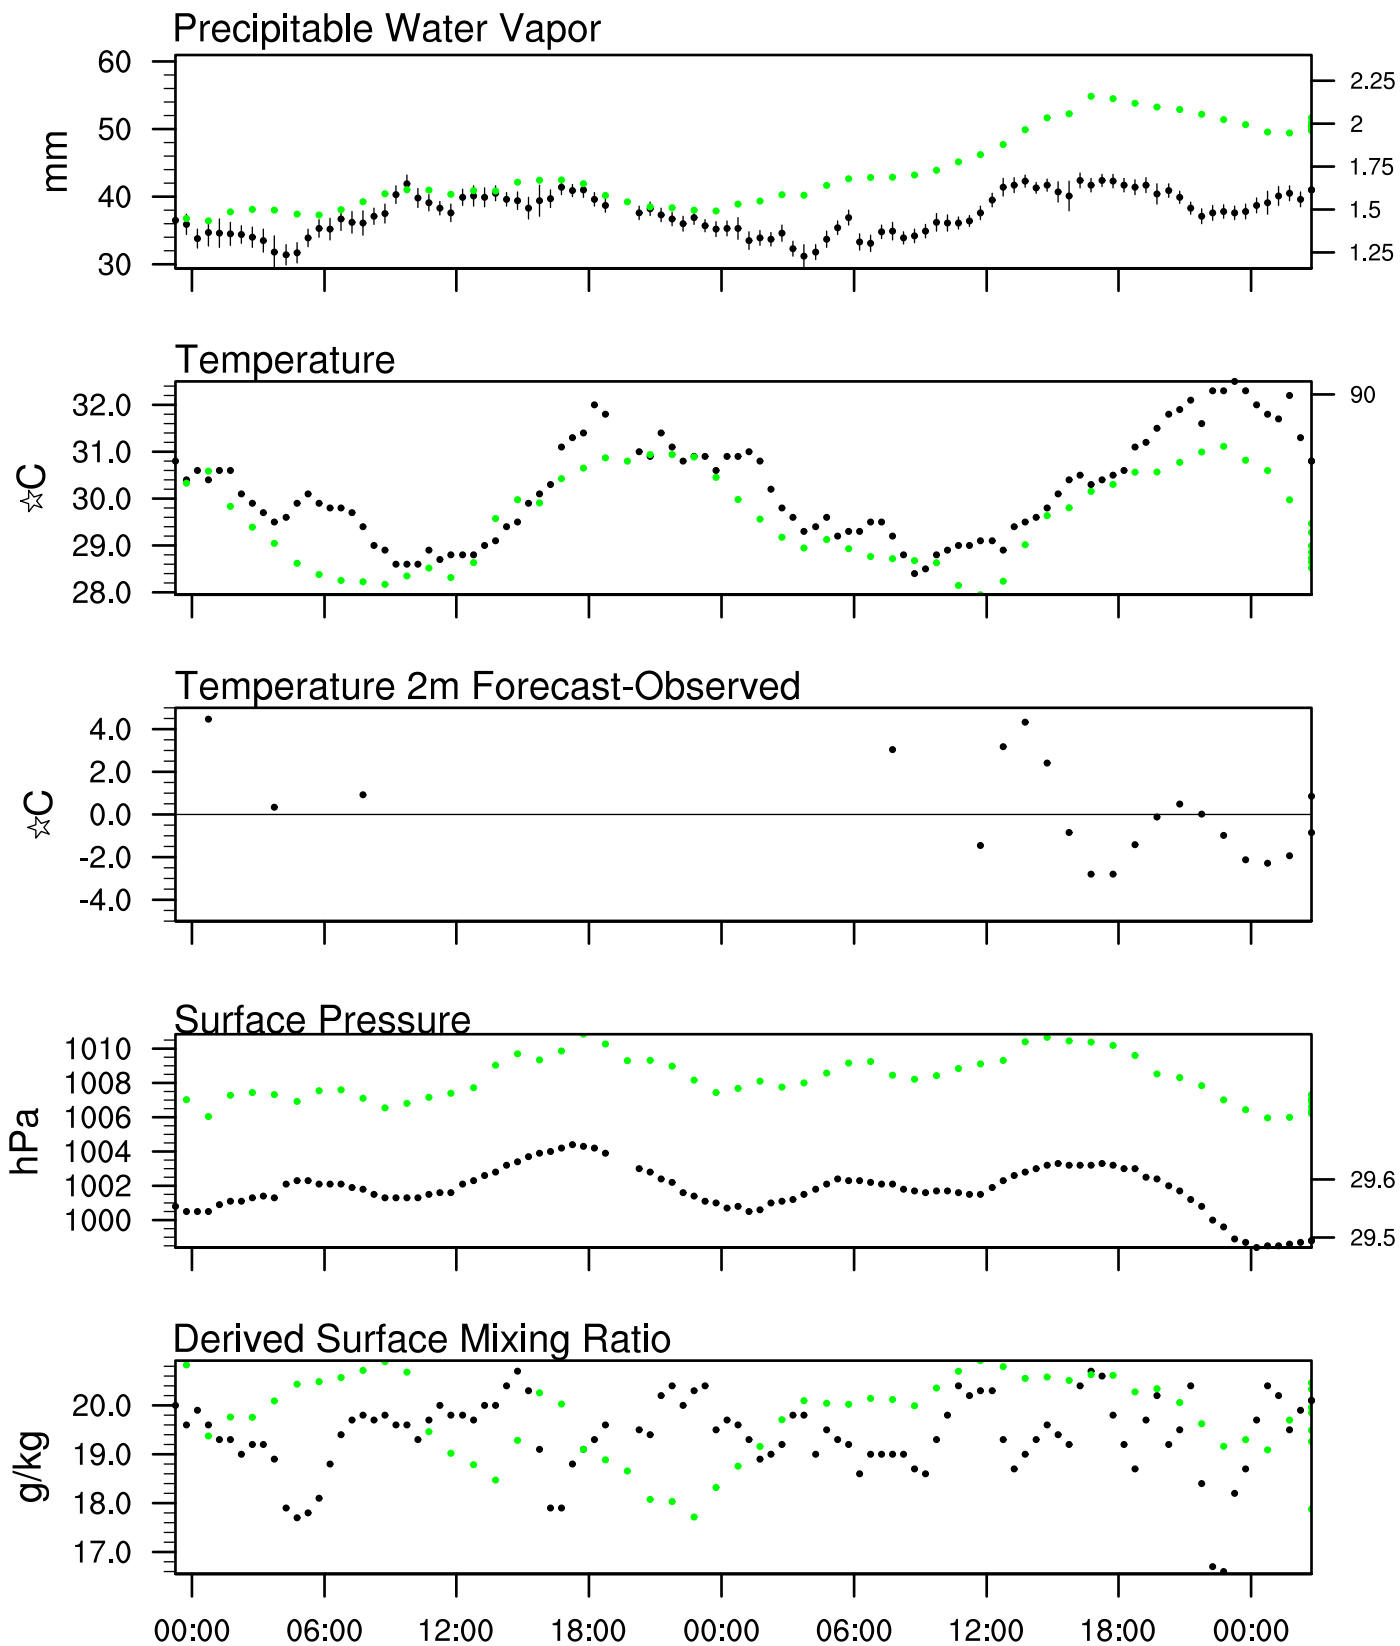 Precipitable Water Vapor
60
50
40
30
mm
2.25
2
1.75
1.5
1.25
Temperature
32.0
31.0
30.0
29.0
28.0
☆C
90
Temperature 2m Forecast-Observed
4.0
2.0
0.0
-2.0
-4.0
☆C
Surface Pressure
1010
1008
1006
1004
1002
1000
hPa
29.6
29.5
Derived Surface Mixing Ratio
20.0
19.0
18.0
17.0
g/kg
00:00 06:00 12:00 18:00 00:00 06:00 12:00 18:00 00:00